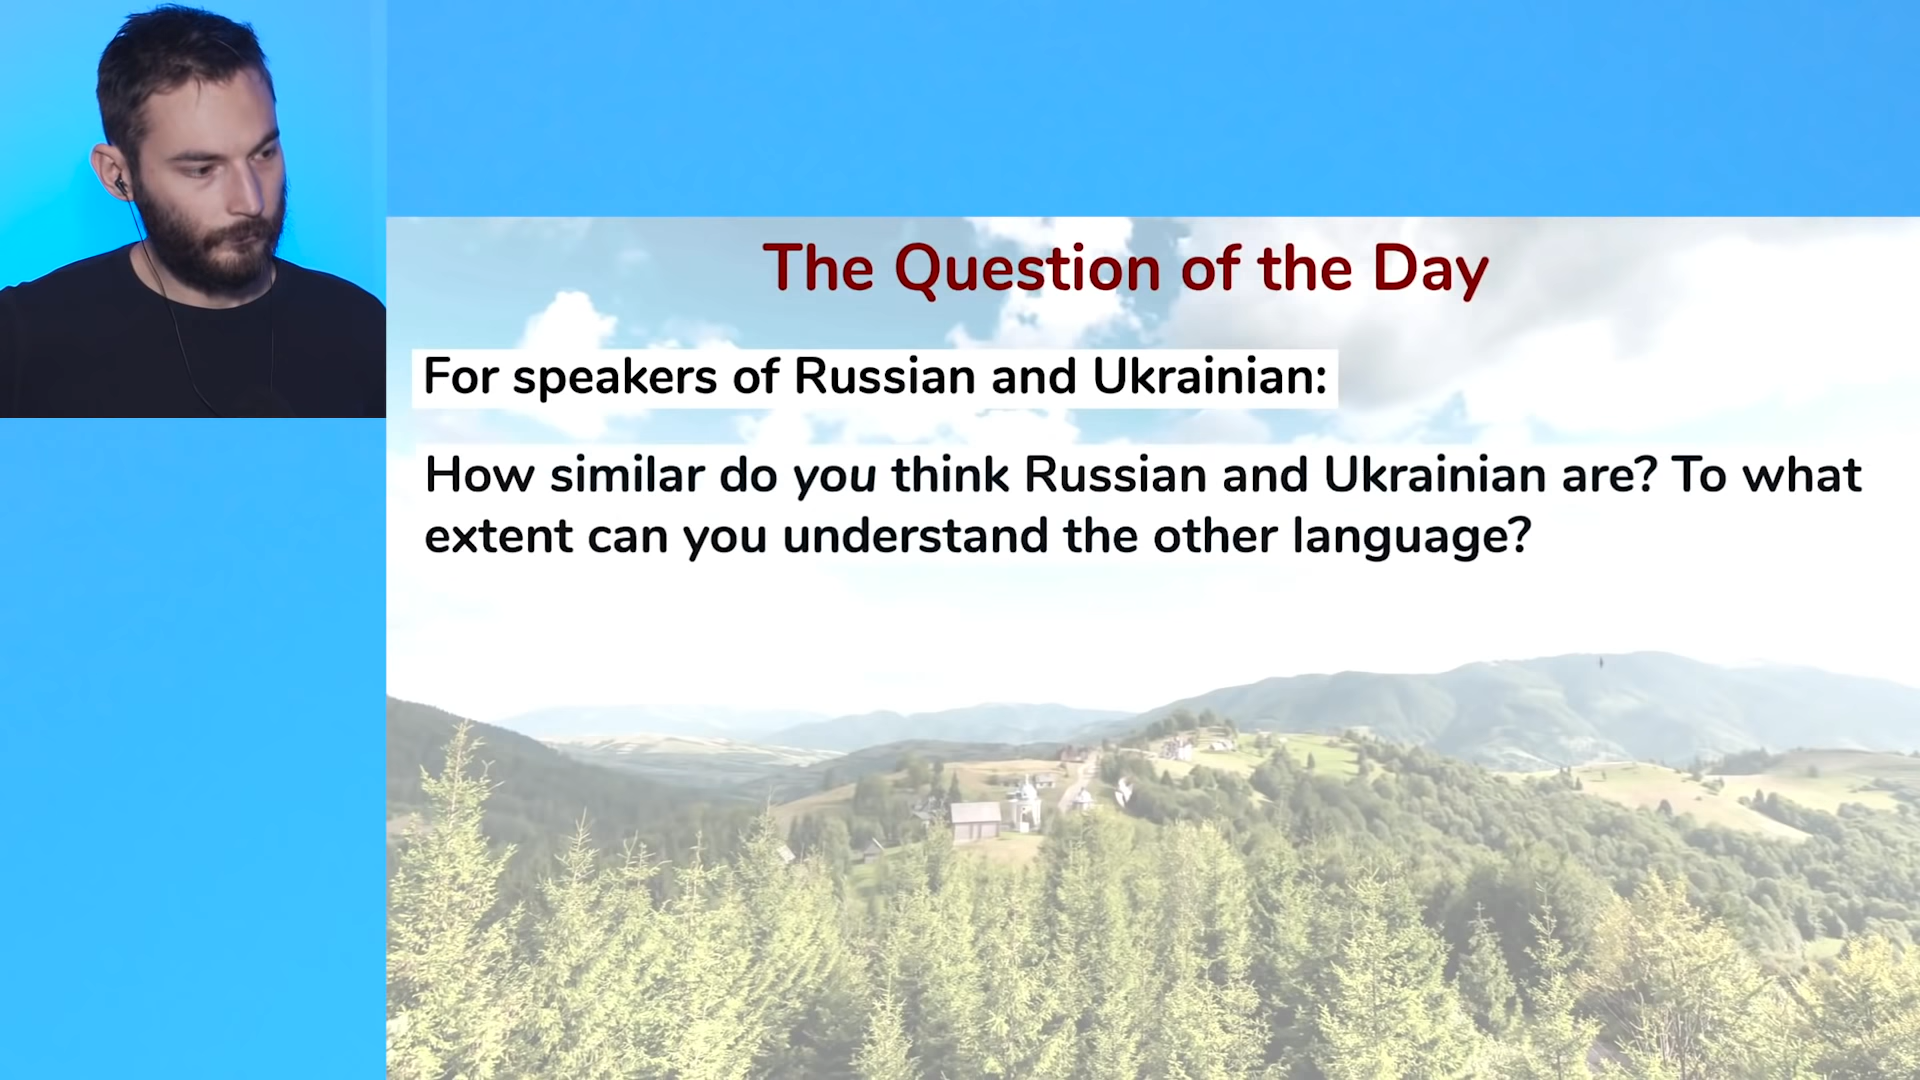 The Question of the Day
For speakers of Russian and Ukrainian:
How similar do you think Russian and Ukrainian are? To what
extent can you understand the other language?